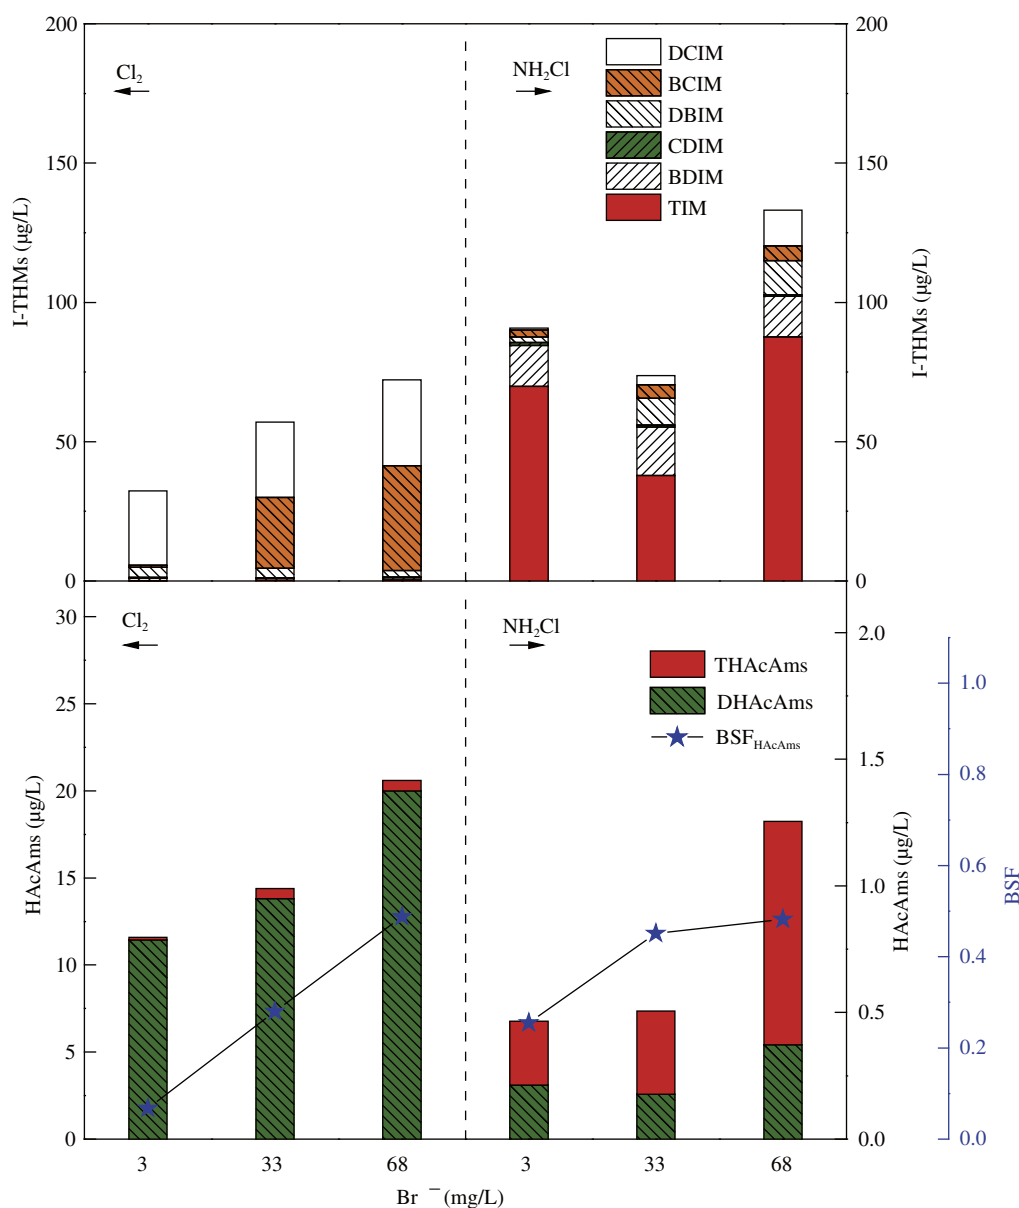 200
150
100
50
0
I-THMs (μg/L)
Cl₂
NH₂Cl
DCIM
BCIM
DBIM
CDIM
BDIM
TIM
200
150
100
50
0
I-THMs (μg/L)
30
25
20
15
10
5
0
HAcAms (μg/L)
Cl₂
NH₂Cl
THAcAms
DHAcAms
BSF_HAcAms
2.0
1.5
1.0
0.5
0.0
HAcAms (μg/L)
1.0
0.8
0.6
0.4
0.2
0.0
BSF
3 33 68 3 33 68
Br ⁻ (mg/L)